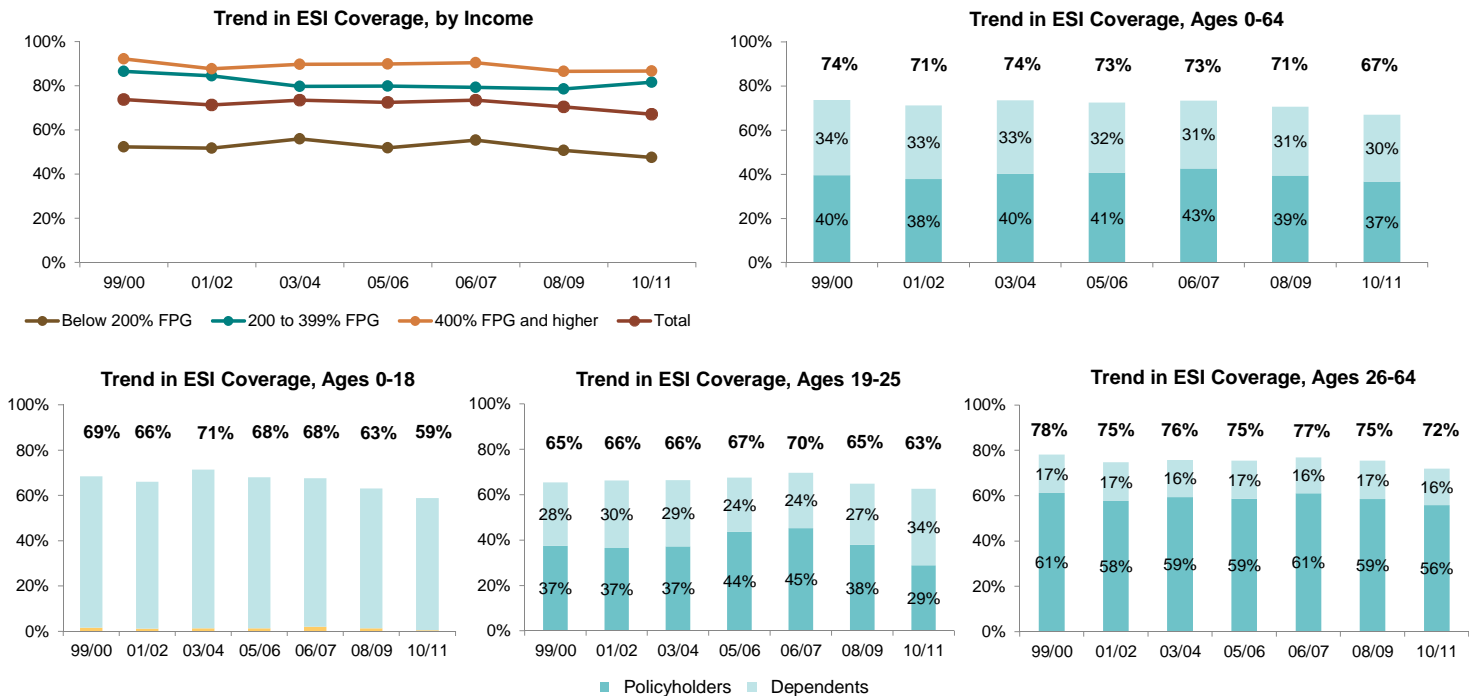 Trend in ESI Coverage, by Income
100%
80%
60%
40%
20%
0%
99/00 01/02 03/04 05/06 06/07 08/09 10/11
Below 200% FPG 200 to 399% FPG 400% FPG and higher Total
Trend in ESI Coverage, Ages 0-64
100%
74% 71% 74% 73% 73% 71% 67%
80%
60%
34% 33% 33% 32% 31% 31% 30%
40%
20%
40% 38% 40% 41% 43% 39% 37%
0%
99/00 01/02 03/04 05/06 06/07 08/09 10/11
Trend in ESI Coverage, Ages 0-18
100%
69% 66% 71% 68% 68% 63% 59%
80%
60%
40%
20%
0%
99/00 01/02 03/04 05/06 06/07 08/09 10/11
Trend in ESI Coverage, Ages 19-25
100%
65% 66% 66% 67% 70% 65% 63%
80%
60%
28% 30% 29% 24% 24% 27% 34%
40%
37% 37% 37% 44% 45% 38% 29%
20%
0%
99/00 01/02 03/04 05/06 06/07 08/09 10/11
Trend in ESI Coverage, Ages 26-64
100%
78% 75% 76% 75% 77% 75% 72%
80%
17% 17% 16% 17% 16% 17% 16%
60%
40%
61% 58% 59% 59% 61% 59% 56%
20%
0%
99/00 01/02 03/04 05/06 06/07 08/09 10/11
Policyholders Dependents